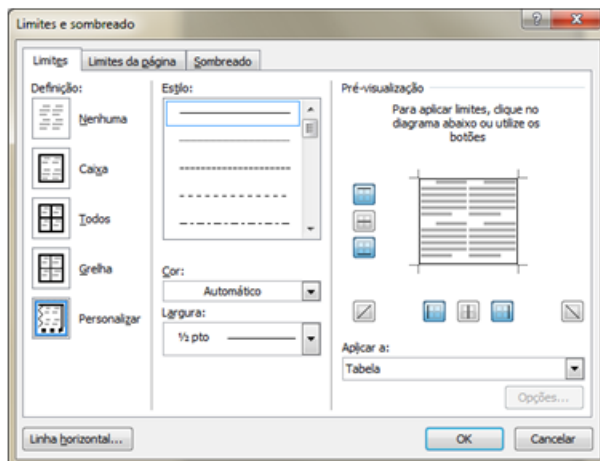 Limites e sombreado
Limites
Limites da página
Sombreado
Definição:
Nenhuma
Caixa
Todos
Grelha
Personalizar
Estilo:
Cor:
Automático
Largura:
½ pto
Pré-visualização
Para aplicar limites, clique no
diagrama abaixo ou utilize os
botões
Aplicar a:
Tabela
Opções...
Linha horizontal...
OK
Cancelar